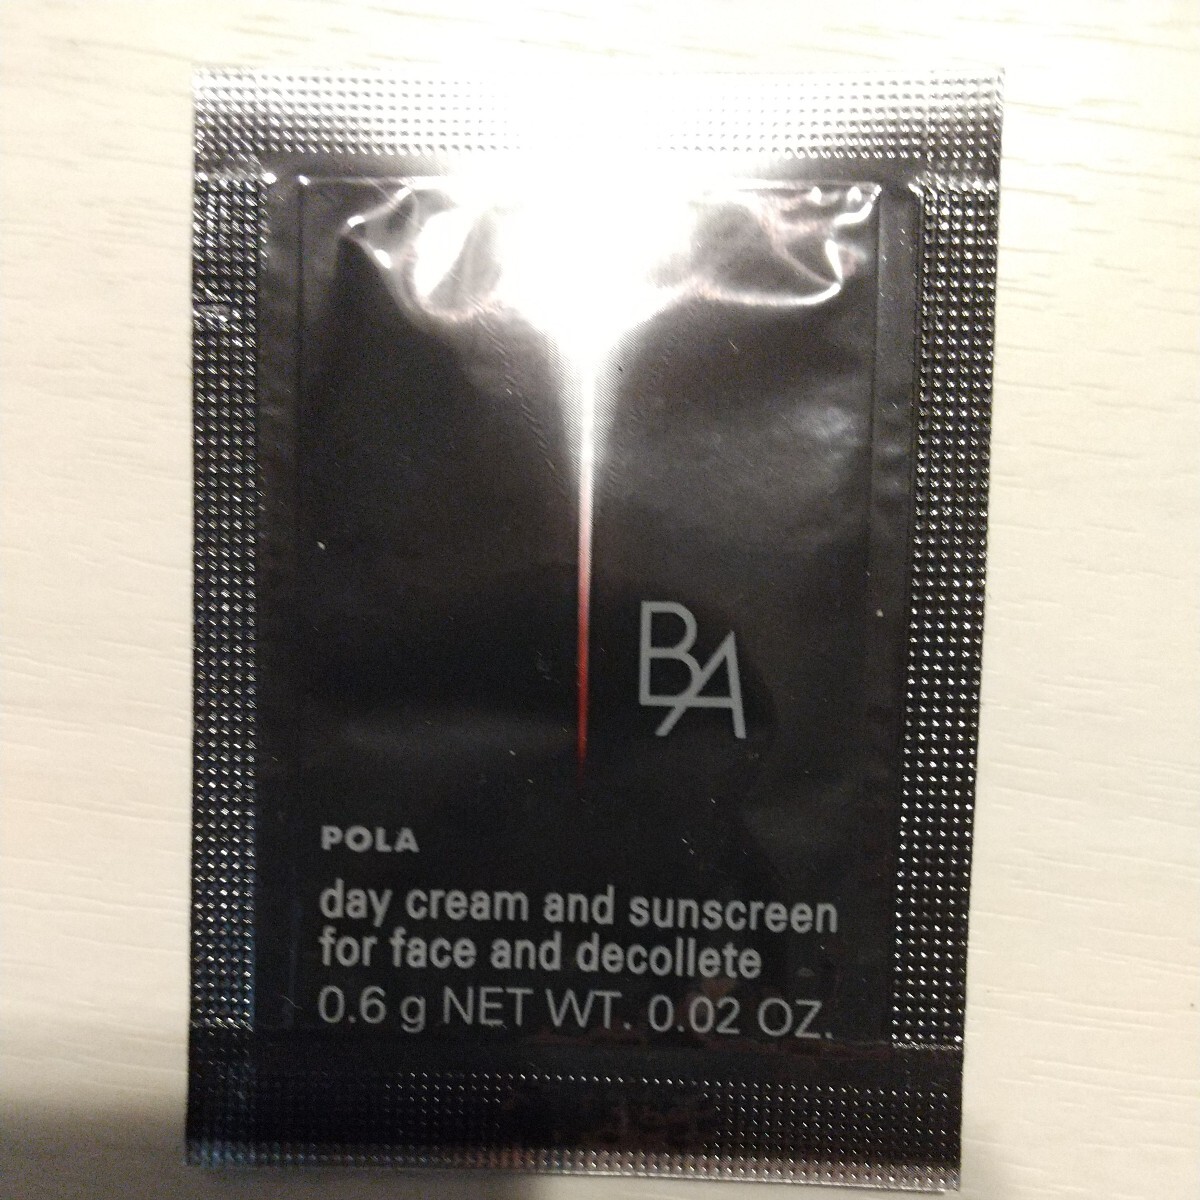 BA
POLA
day cream and sunscreen
for face and decollete
0.6 g NET WT. 0.02 OZ.